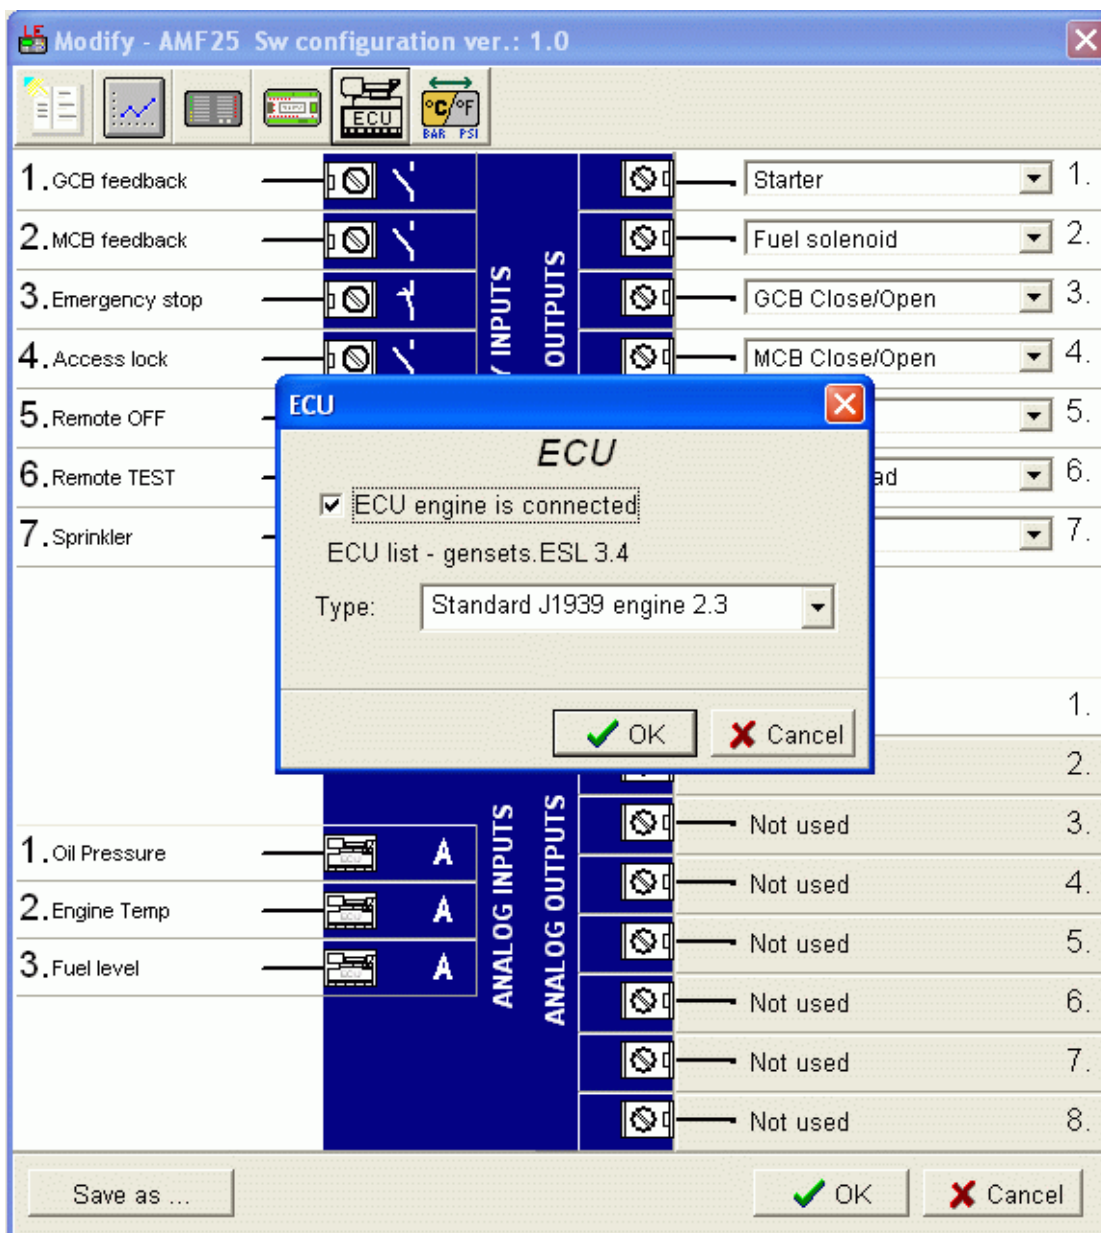 Modify - AMF25 Sw configuration ver.: 1.0
ECU
°C/°F
BAR PSI
1. GCB feedback
2. MCB feedback
3. Emergency stop
4. Access lock
5. Remote OFF
6. Remote TEST
7. Sprinkler
INPUTS
OUTPUTS
Starter 1.
Fuel solenoid 2.
GCB Close/Open 3.
MCB Close/Open 4.
5.
ad 6.
7.
ECU
ECU
ECU engine is connected
ECU list - gensets.ESL 3.4
Type: Standard J1939 engine 2.3
OK Cancel
1. Oil Pressure A
2. Engine Temp A
3. Fuel level A
ANALOG INPUTS
ANALOG OUTPUTS
1.
2.
Not used 3.
Not used 4.
Not used 5.
Not used 6.
Not used 7.
Not used 8.
Save as ... OK Cancel